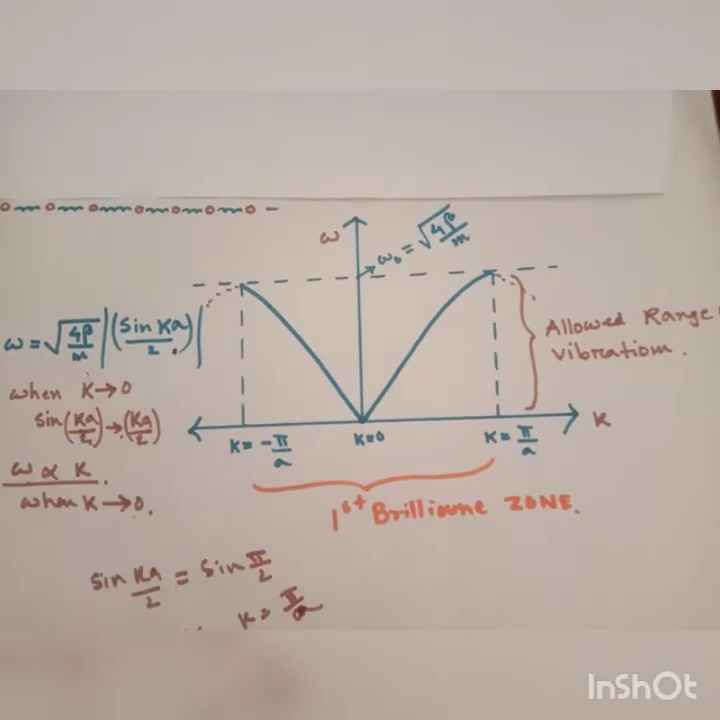 ω
ω₀ = √4β/m
ω = √4β/m |(sin Ka/2)|
when K→0
sin(Ka/2)→(Ka/2)
ω ∝ K.
when K→0.
Allowed Range
vibration.
K
K = -π/a
K=0
K = π/a
1st Brillioune ZONE.
sin Ka/2 = sin π/2
K = π/a
InShOt